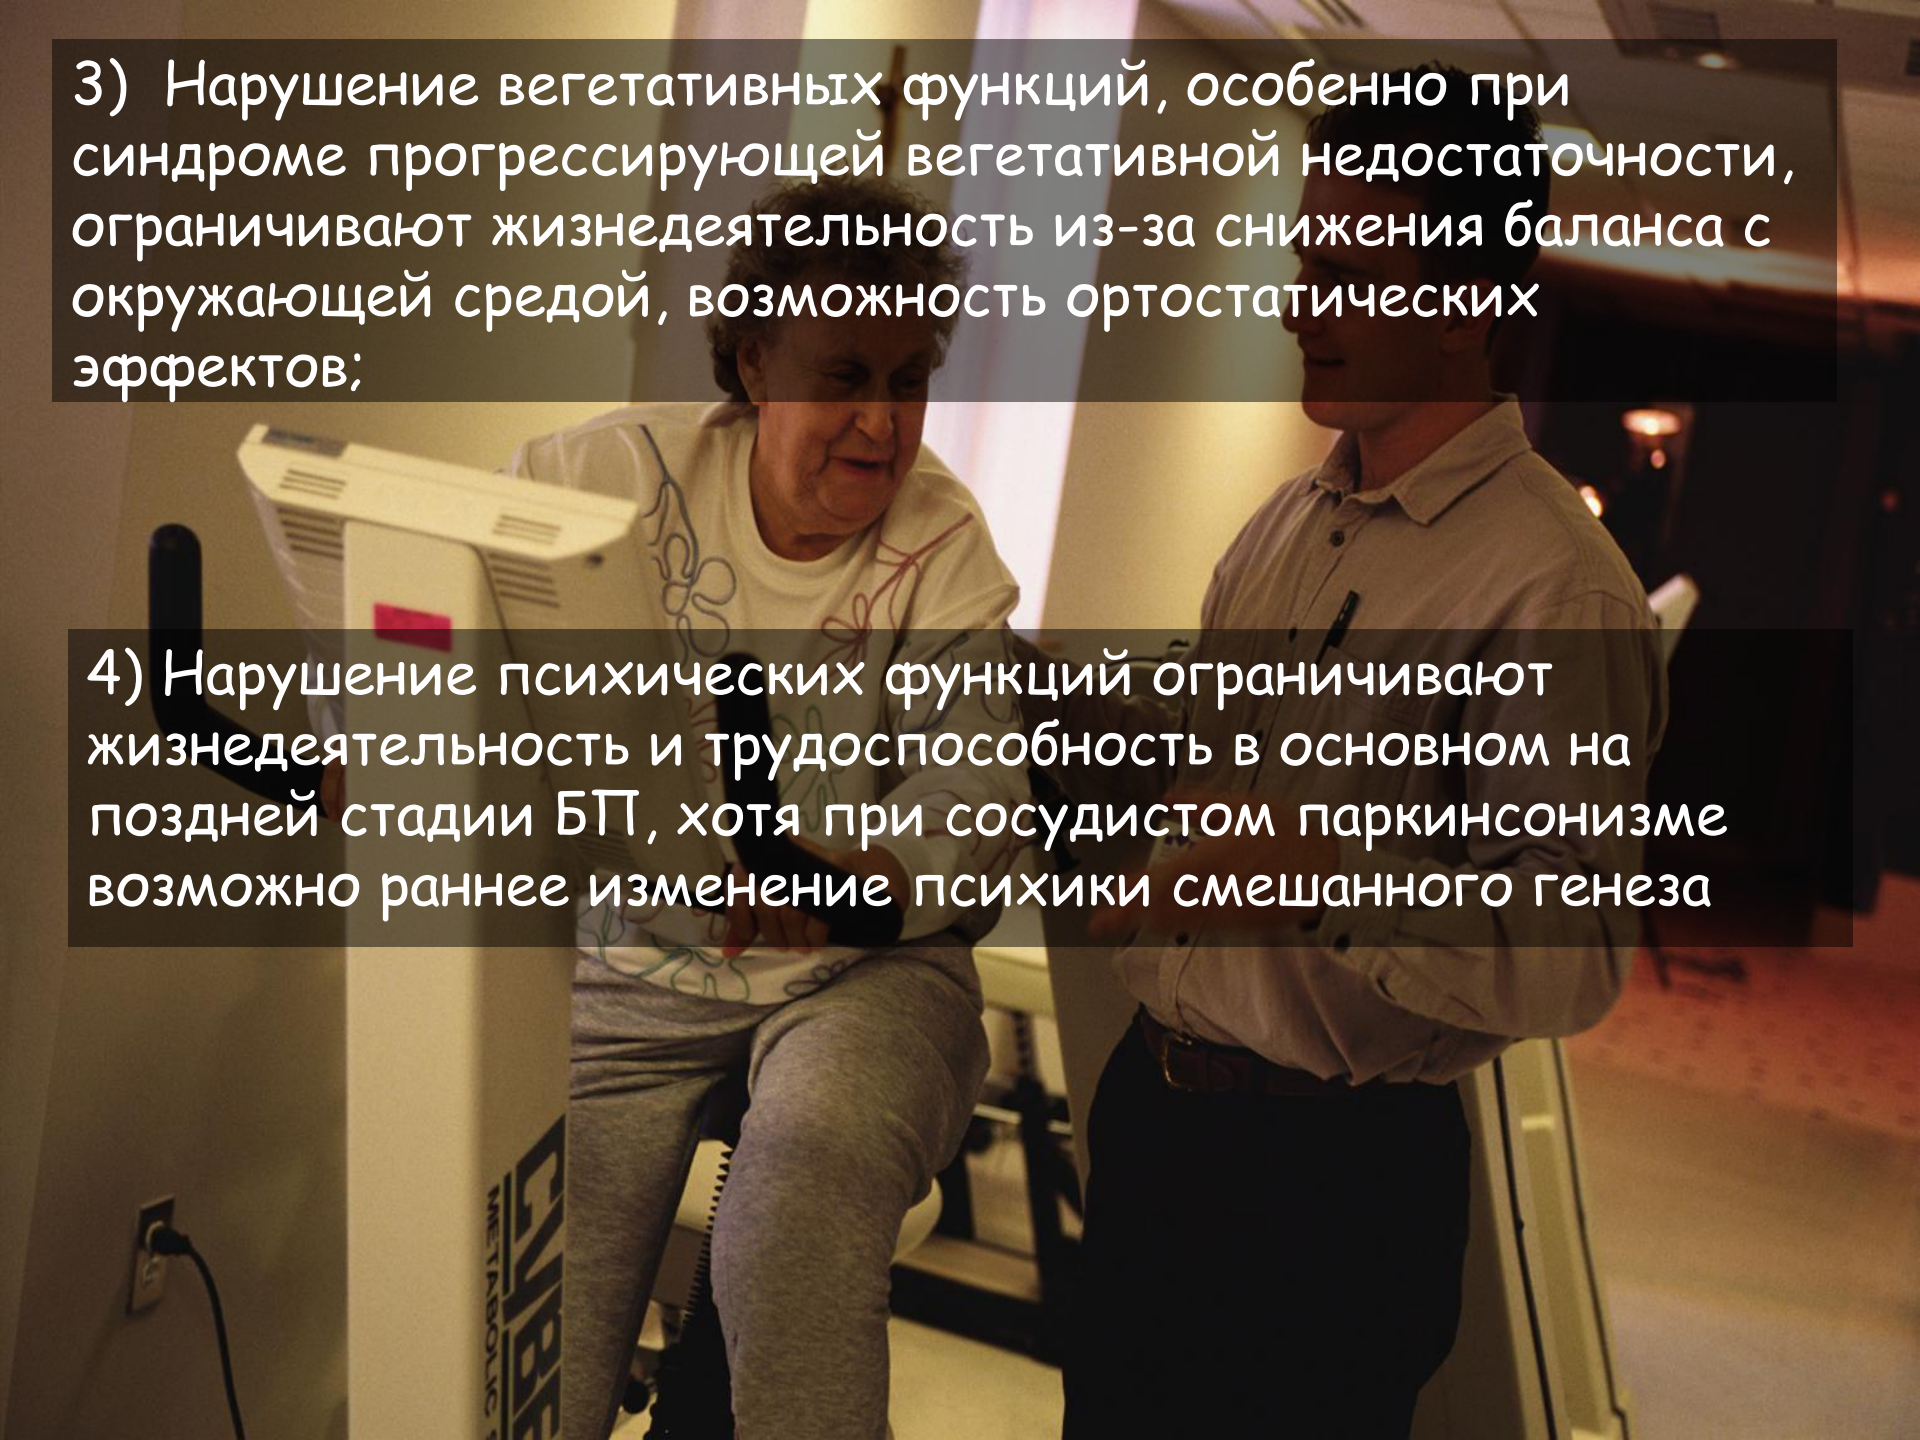 3) Нарушение вегетативных функций, особенно при
синдроме прогрессирующей вегетативной недостаточности,
ограничивают жизнедеятельность из-за снижения баланса с
окружающей средой, возможность ортостатических
эффектов;
4) Нарушение психических функций ограничивают
жизнедеятельность и трудоспособность в основном на
поздней стадии БП, хотя при сосудистом паркинсонизме
возможно раннее изменение психики смешанного генеза
METABOLIC